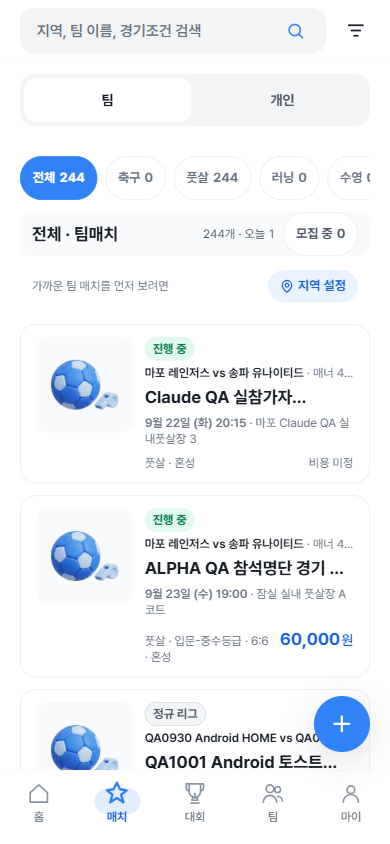 지역, 팀 이름, 경기조건 검색
팀
개인
전체 244
축구 0
풋살 244
러닝 0
수영
전체 · 팀매치
244개 · 오늘 1
모집 중 0
가까운 팀 매치를 먼저 보려면
지역 설정
진행 중
마포 레인저스 vs 송파 유나이티드 · 매너 4...
Claude QA 실참가자...
9월 22일 (화) 20:15 · 마포 Claude QA 실
내풋살장 3
풋살 · 혼성
비용 미정
진행 중
마포 레인저스 vs 송파 유나이티드 · 매너 4...
ALPHA QA 참석명단 경기 ...
9월 23일 (수) 19:00 · 잠실 실내 풋살장 A
코트
풋살 · 입문-중수등급 · 6:6
· 혼성
60,000원
정규 리그
QA0930 Android HOME vs
QA1001 Android 토스트...
홈
매치
대회
팀
마이